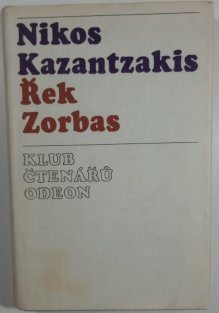 Nikos
Kazantzakis
Řek
Zorbas
KLUB
ČTENÁŘŮ
ODEON